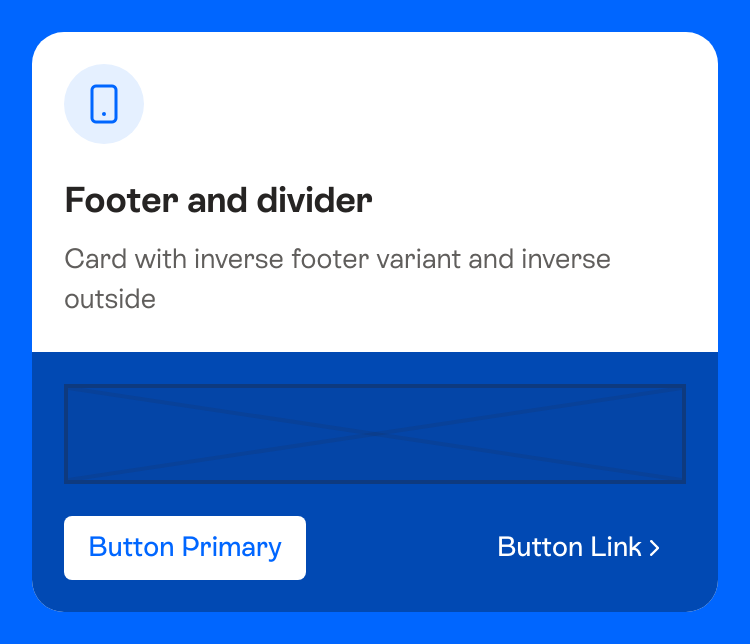 Footer and divider
Card with inverse footer variant and inverse
outside
Button Primary
Button Link